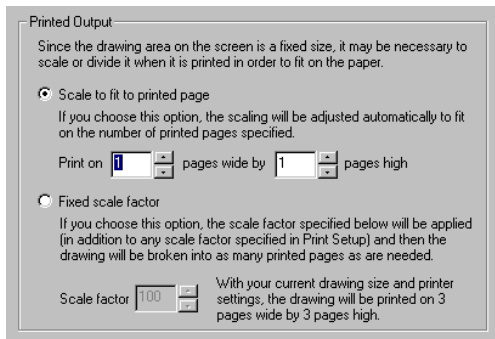 Printed Output
Since the drawing area on the screen is a fixed size, it may be necessary to
scale or divide it when it is printed in order to fit on the paper.
Scale to fit to printed page
If you choose this option, the scaling will be adjusted automatically to fit
on the number of printed pages specified.
Print on 1 pages wide by 1 pages high
Fixed scale factor
If you choose this option, the scale factor specified below will be applied
(in addition to any scale factor specified in Print Setup) and then the
drawing will be broken into as many printed pages as are needed.
Scale factor 100
With your current drawing size and printer
settings, the drawing will be printed on 3
pages wide by 3 pages high.